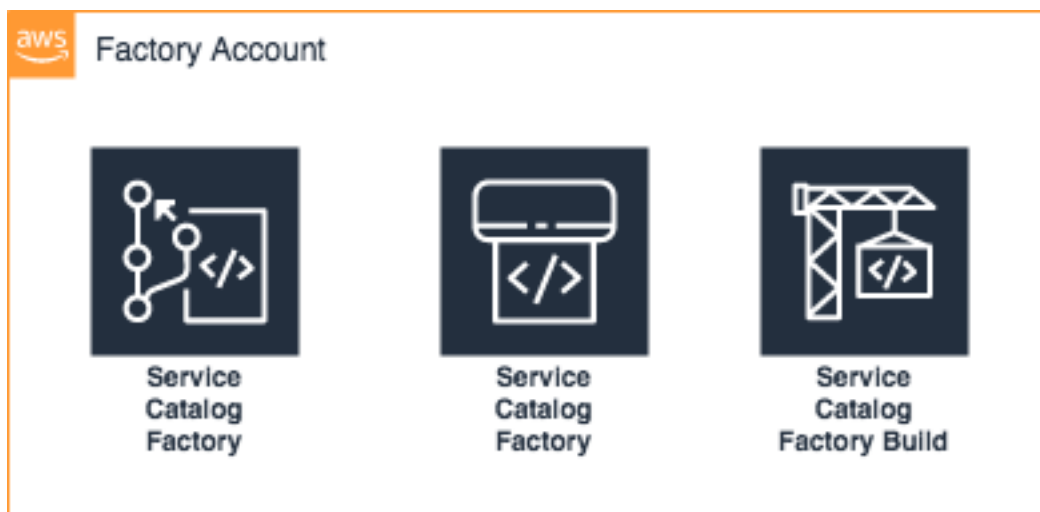 aws
Factory Account
</>
</>
</>
Service
Catalog
Factory
Service
Catalog
Factory
Service
Catalog
Factory Build